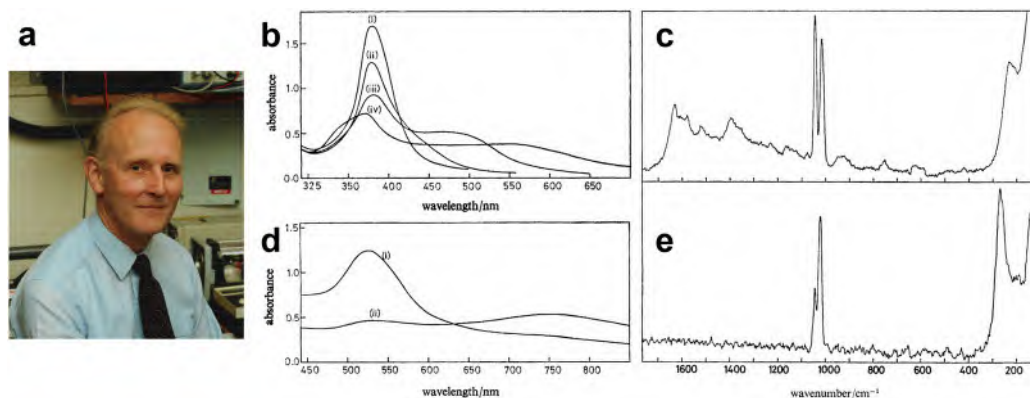 a
b
absorbance
1.5
1.0
0.5
0.0
(i)
(ii)
(iii)
(iv)
325
350
400
450
500
550
600
650
wavelength/nm
c
d
absorbance
1.5
1.0
0.5
0.0
(i)
(ii)
450
500
550
600
650
700
750
800
wavelength/nm
e
1600
1400
1200
1000
800
600
400
200
wavenumber/cm⁻¹